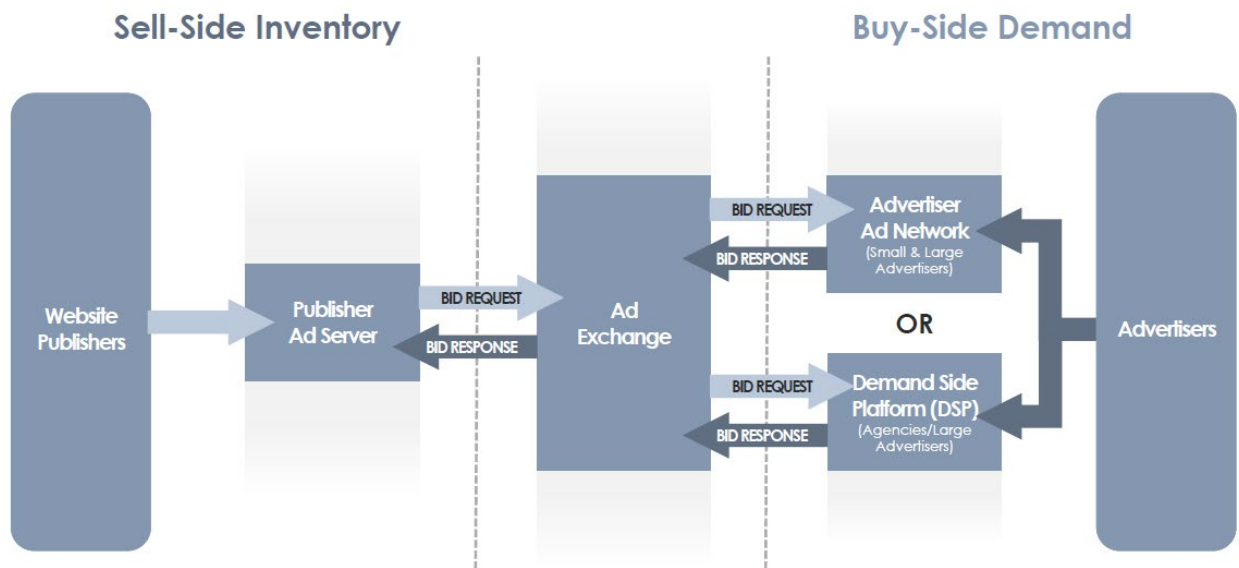 Sell-Side Inventory
Buy-Side Demand
Website
Publishers
Publisher
Ad Server
BID REQUEST
BID RESPONSE
Ad
Exchange
BID REQUEST
BID RESPONSE
BID REQUEST
BID RESPONSE
Advertiser
Ad Network
(Small & Large
Advertisers)
OR
Demand Side
Platform (DSP)
(Agencies/Large
Advertisers)
Advertisers